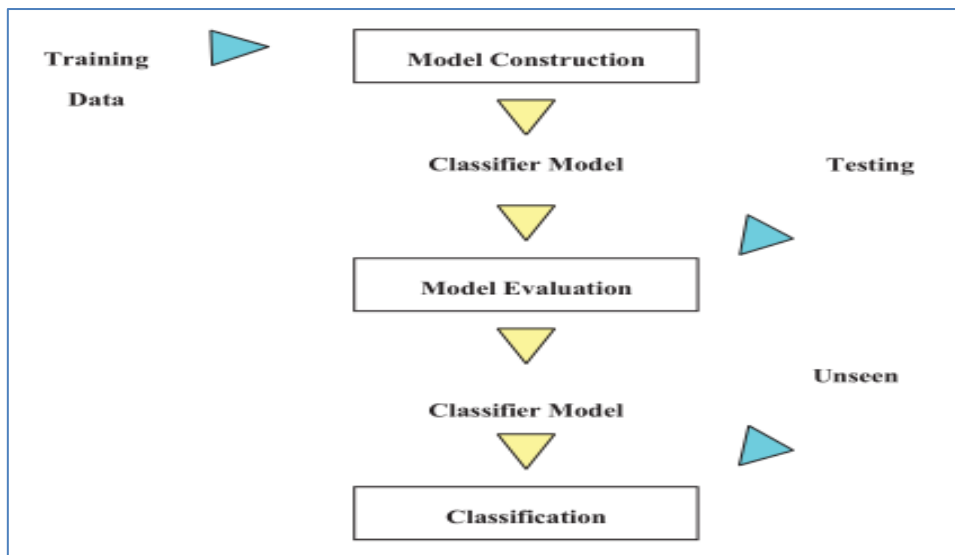 Training
Data
Model Construction
Classifier Model
Testing
Model Evaluation
Unseen
Classifier Model
Classification